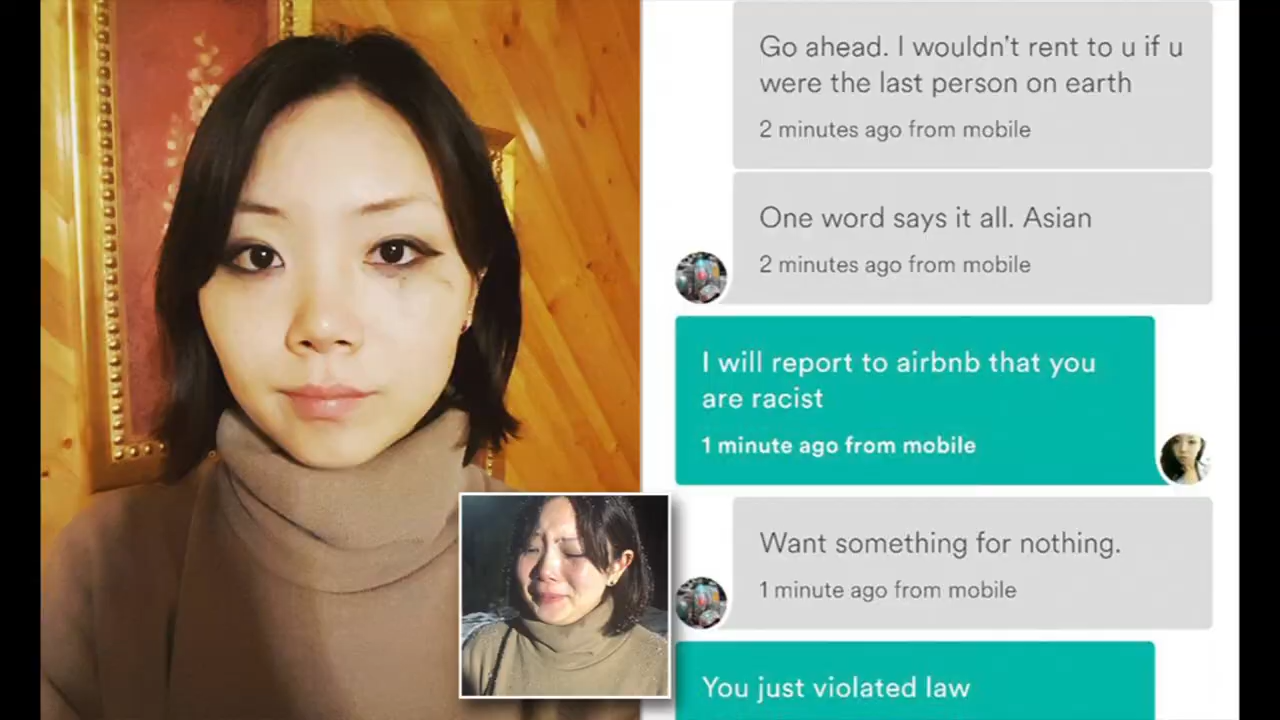 Go ahead. I wouldn't rent to u if u
were the last person on earth
2 minutes ago from mobile
One word says it all. Asian
2 minutes ago from mobile
I will report to airbnb that you
are racist
1 minute ago from mobile
Want something for nothing.
1 minute ago from mobile
You just violated law